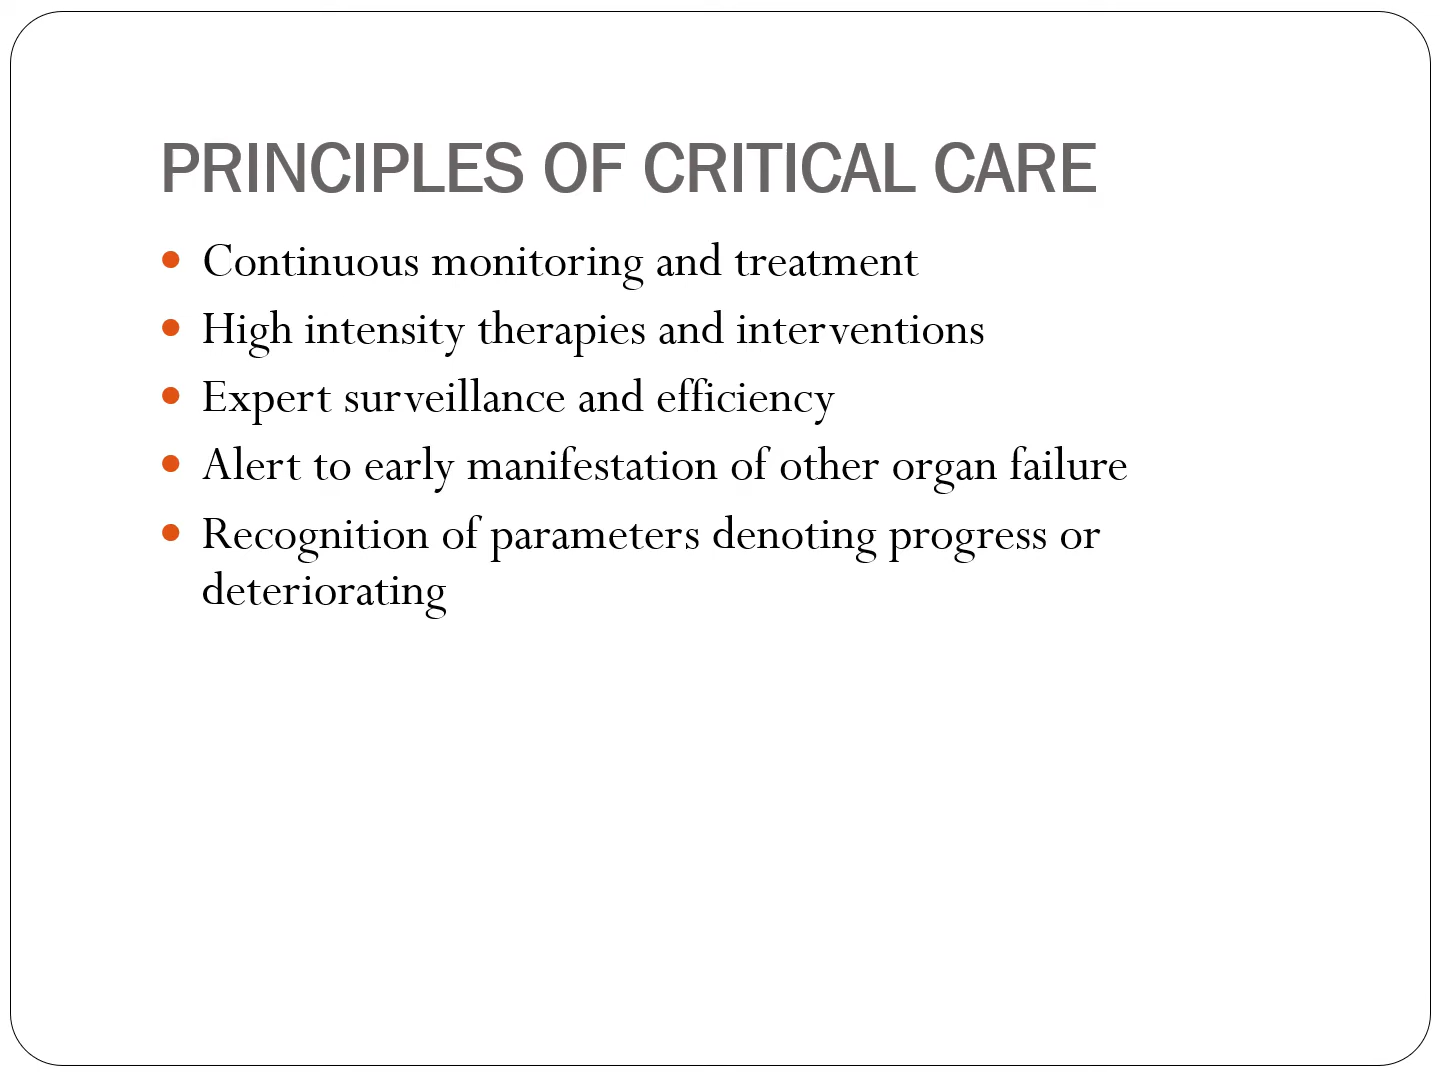 PRINCIPLES OF CRITICAL CARE
Continuous monitoring and treatment
High intensity therapies and interventions
Expert surveillance and efficiency
Alert to early manifestation of other organ failure
Recognition of parameters denoting progress or
deteriorating